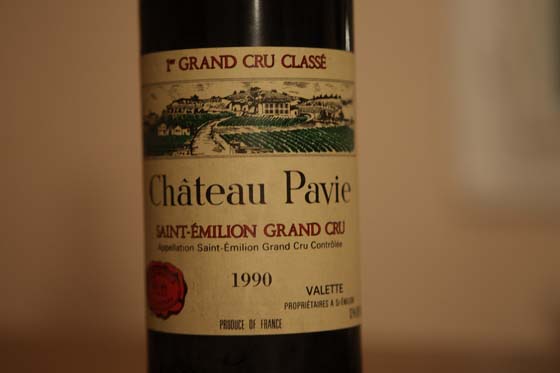 1er GRAND CRU CLASSÉ
Château Pavie
SAINT-ÉMILION GRAND CRU
Appellation Saint-Émilion Grand Cru Contrôlée
1990
VALETTE
PROPRIÉTAIRES A St-ÉMILION
PRODUCE OF FRANCE